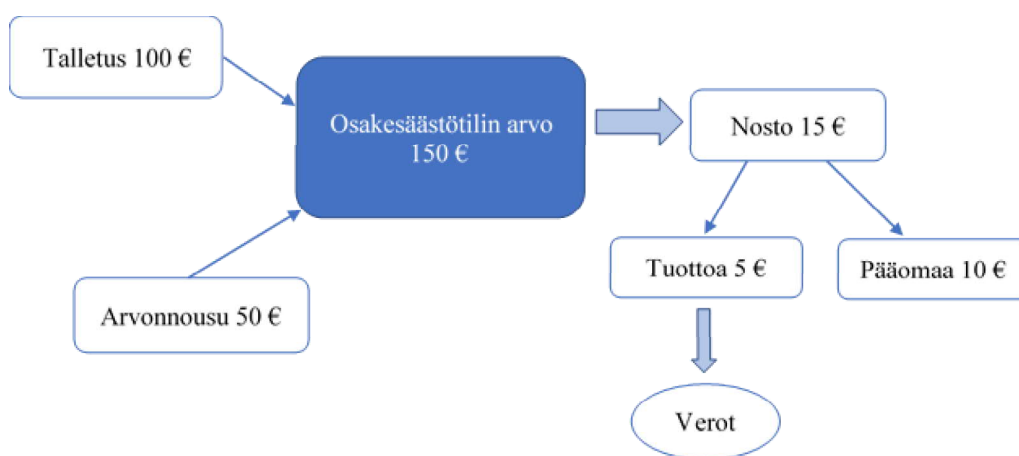 Talletus 100 €
Osakesäästötilin arvo
150 €
Nosto 15 €
Tuottoa 5 €
Pääomaa 10 €
Arvonnousu 50 €
Verot